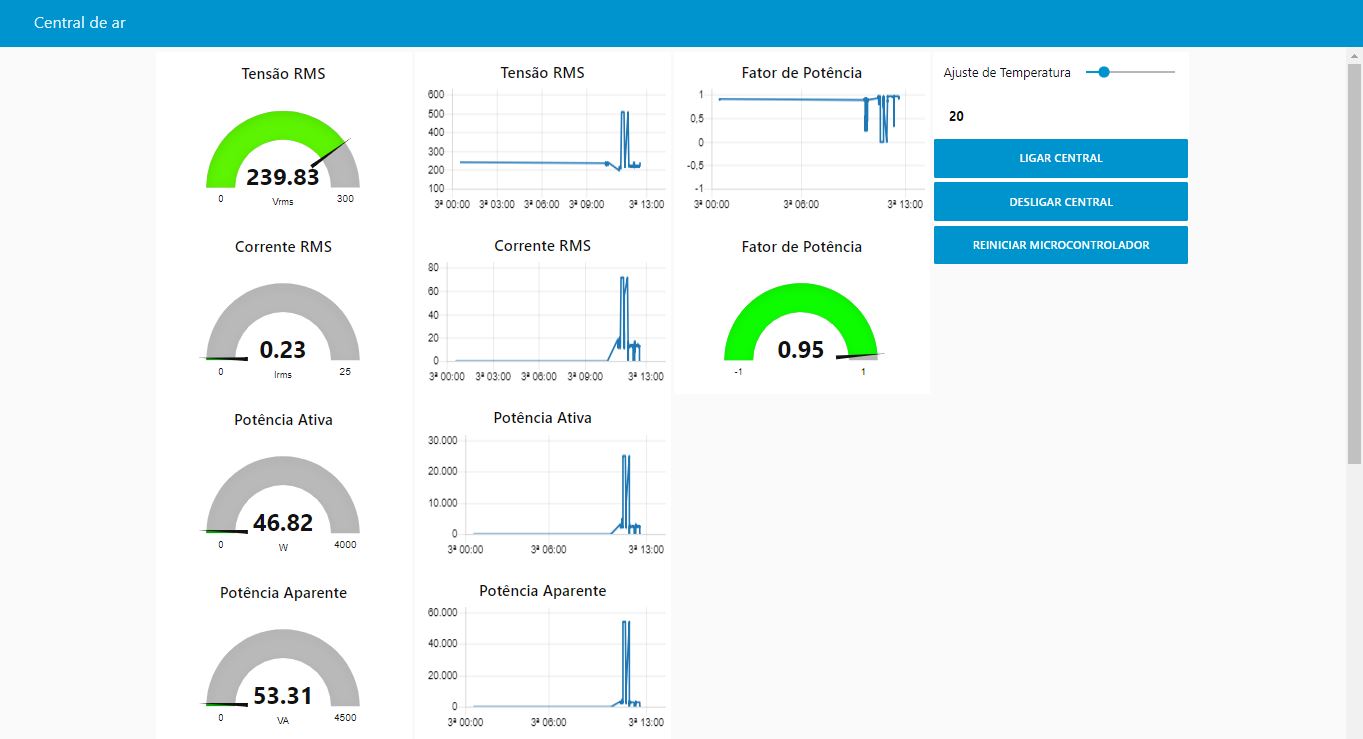 Central de ar
Tensão RMS
239.83
0
Vrms
300
Corrente RMS
0.23
0
Irms
25
Potência Ativa
46.82
0
W
4000
Potência Aparente
53.31
0
VA
4500
Tensão RMS
600
500
400
300
200
100
3ª 00:00 3ª 03:00 3ª 06:00 3ª 09:00 3ª 13:00
Corrente RMS
80
60
40
20
0
3ª 00:00 3ª 03:00 3ª 06:00 3ª 09:00 3ª 13:00
Potência Ativa
30.000
20.000
10.000
0
3ª 00:00 3ª 06:00 3ª 13:00
Potência Aparente
60.000
40.000
20.000
0
3ª 00:00 3ª 06:00 3ª 13:00
Fator de Potência
1
0,5
0
-0,5
-1
3ª 00:00 3ª 06:00 3ª 13:00
Fator de Potência
0.95
-1
1
Ajuste de Temperatura
20
LIGAR CENTRAL
DESLIGAR CENTRAL
REINICIAR MICROCONTROLADOR